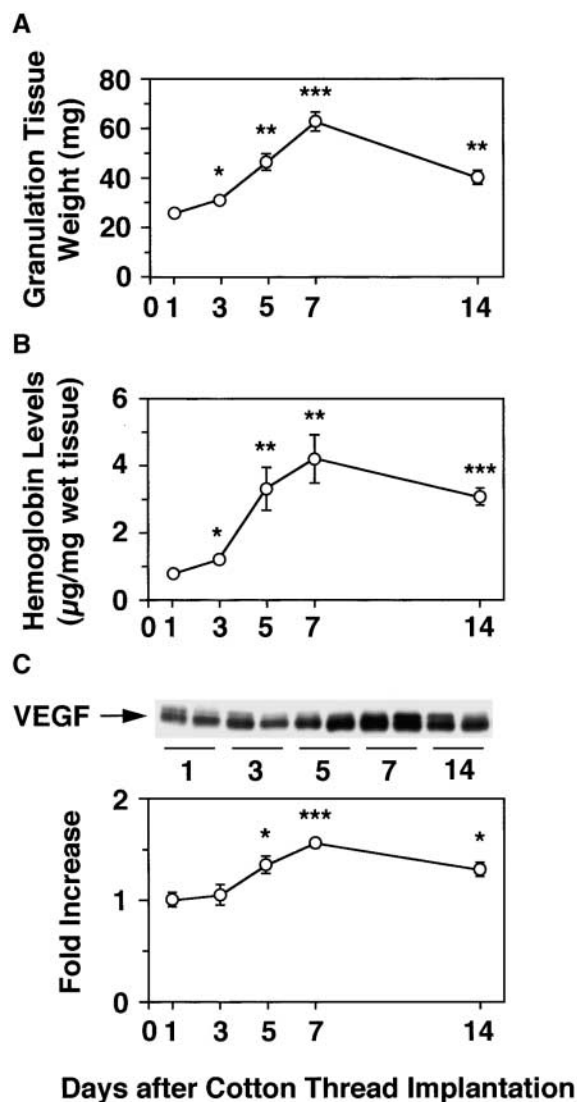 A
Granulation Tissue
Weight (mg)
80
60
40
20
0
*
**
***
**
0 1 3 5 7 14
B
Hemoglobin Levels
(µg/mg wet tissue)
6
4
2
0
*
**
**
***
0 1 3 5 7 14
C
VEGF
1 3 5 7 14
Fold Increase
2
1
0
*
***
*
0 1 3 5 7 14
Days after Cotton Thread Implantation